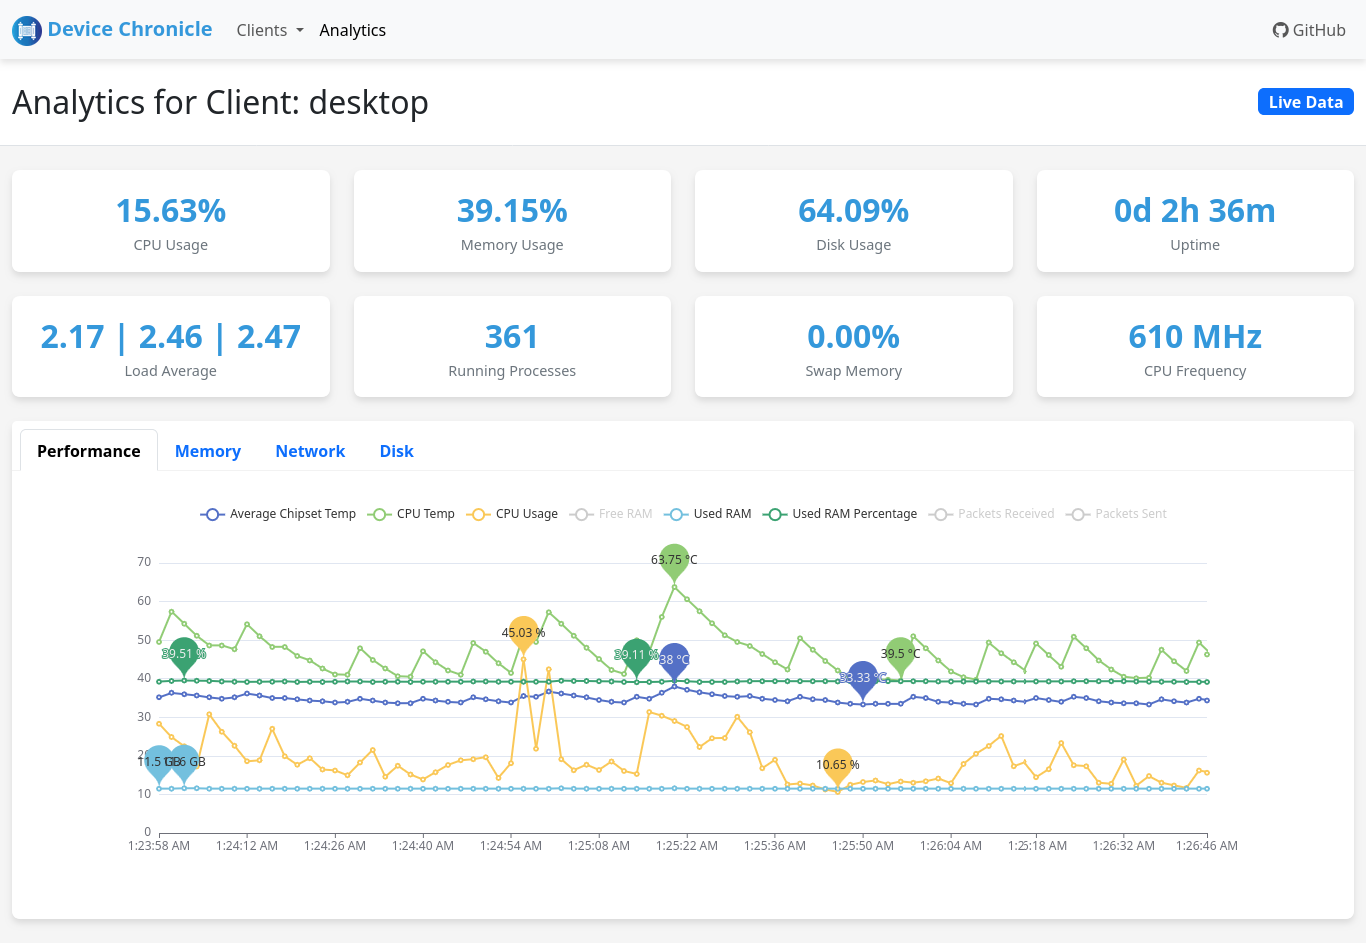 Device Chronicle Clients Analytics GitHub
Analytics for Client: desktop Live Data
15.63% 39.15% 64.09% 0d 2h 36m
CPU Usage Memory Usage Disk Usage Uptime
2.17 | 2.46 | 2.47 361 0.00% 610 MHz
Load Average Running Processes Swap Memory CPU Frequency
Performance Memory Network Disk
Average Chipset Temp CPU Temp CPU Usage Free RAM Used RAM Used RAM Percentage Packets Received Packets Sent
70
63.75 °C
60
45.03 %
50
39.51 % 39.11 % 38 °C 39.5 °C
40
33.33 °C
30
20
11.5 GB 11.6 GB 10.65 %
10
0
1:23:58 AM 1:24:12 AM 1:24:26 AM 1:24:40 AM 1:24:54 AM 1:25:08 AM 1:25:22 AM 1:25:36 AM 1:25:50 AM 1:26:04 AM 1:26:32 AM 1:26:46 AM